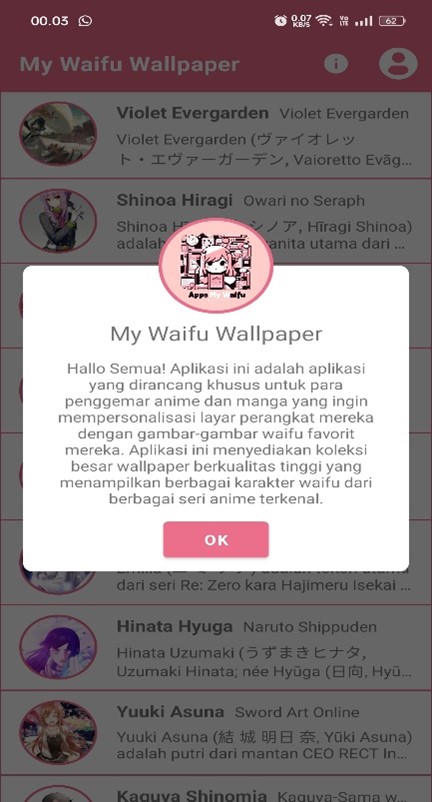 00.03
0.07
KB/S
Vo
LTE
62
My Waifu Wallpaper
Violet Evergarden Violet Evergarden
Violet Evergarden (ヴァイオレッ
ト・エヴァーガーデン, Vaioretto Evāg...
Shinoa Hiragi Owari no Seraph
Shinoa シノア, Hīragi Shinoa)
adalah wanita utama dari ...
Apps My Waifu
My Waifu Wallpaper
Hallo Semua! Aplikasi ini adalah aplikasi
yang dirancang khusus untuk para
penggemar anime dan manga yang ingin
mempersonalisasi layar perangkat mereka
dengan gambar-gambar waifu favorit
mereka. Aplikasi ini menyediakan koleksi
besar wallpaper berkualitas tinggi yang
menampilkan berbagai karakter waifu dari
berbagai seri anime terkenal.
OK
dari seri Re: Zero kara Hajimeru Isekai ...
Hinata Hyuga Naruto Shippuden
Hinata Uzumaki (うずまきヒナタ,
Uzumaki Hinata; née Hyūga (日向, Hyū...
Yuuki Asuna Sword Art Online
Yuuki Asuna (結 城 明日 奈, Yūki Asuna)
adalah putri dari mantan CEO RECT In...
Kaguya Shinomia Kaguya-Sama w...